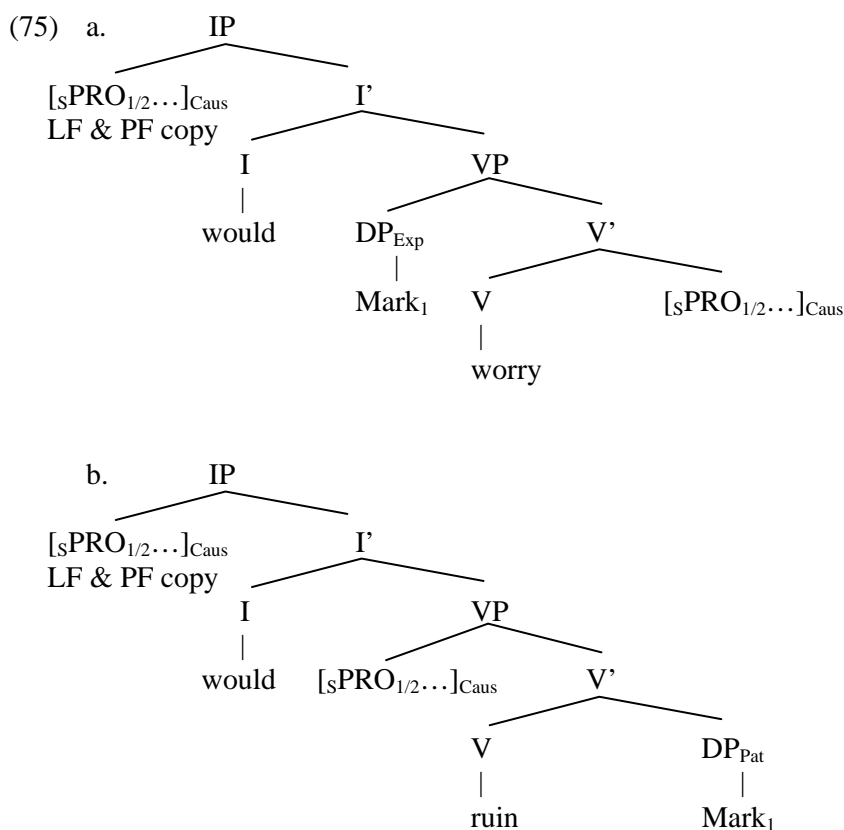 (75) a. IP
[SPRO1/2…]Caus I’
LF & PF copy
I VP
|
would DPExp V’
|
Mark1 V [SPRO1/2…]Caus
|
worry
b. IP
[SPRO1/2…]Caus I’
LF & PF copy
I VP
|
would [SPRO1/2…]Caus V’
V DPPat
| |
ruin Mark1